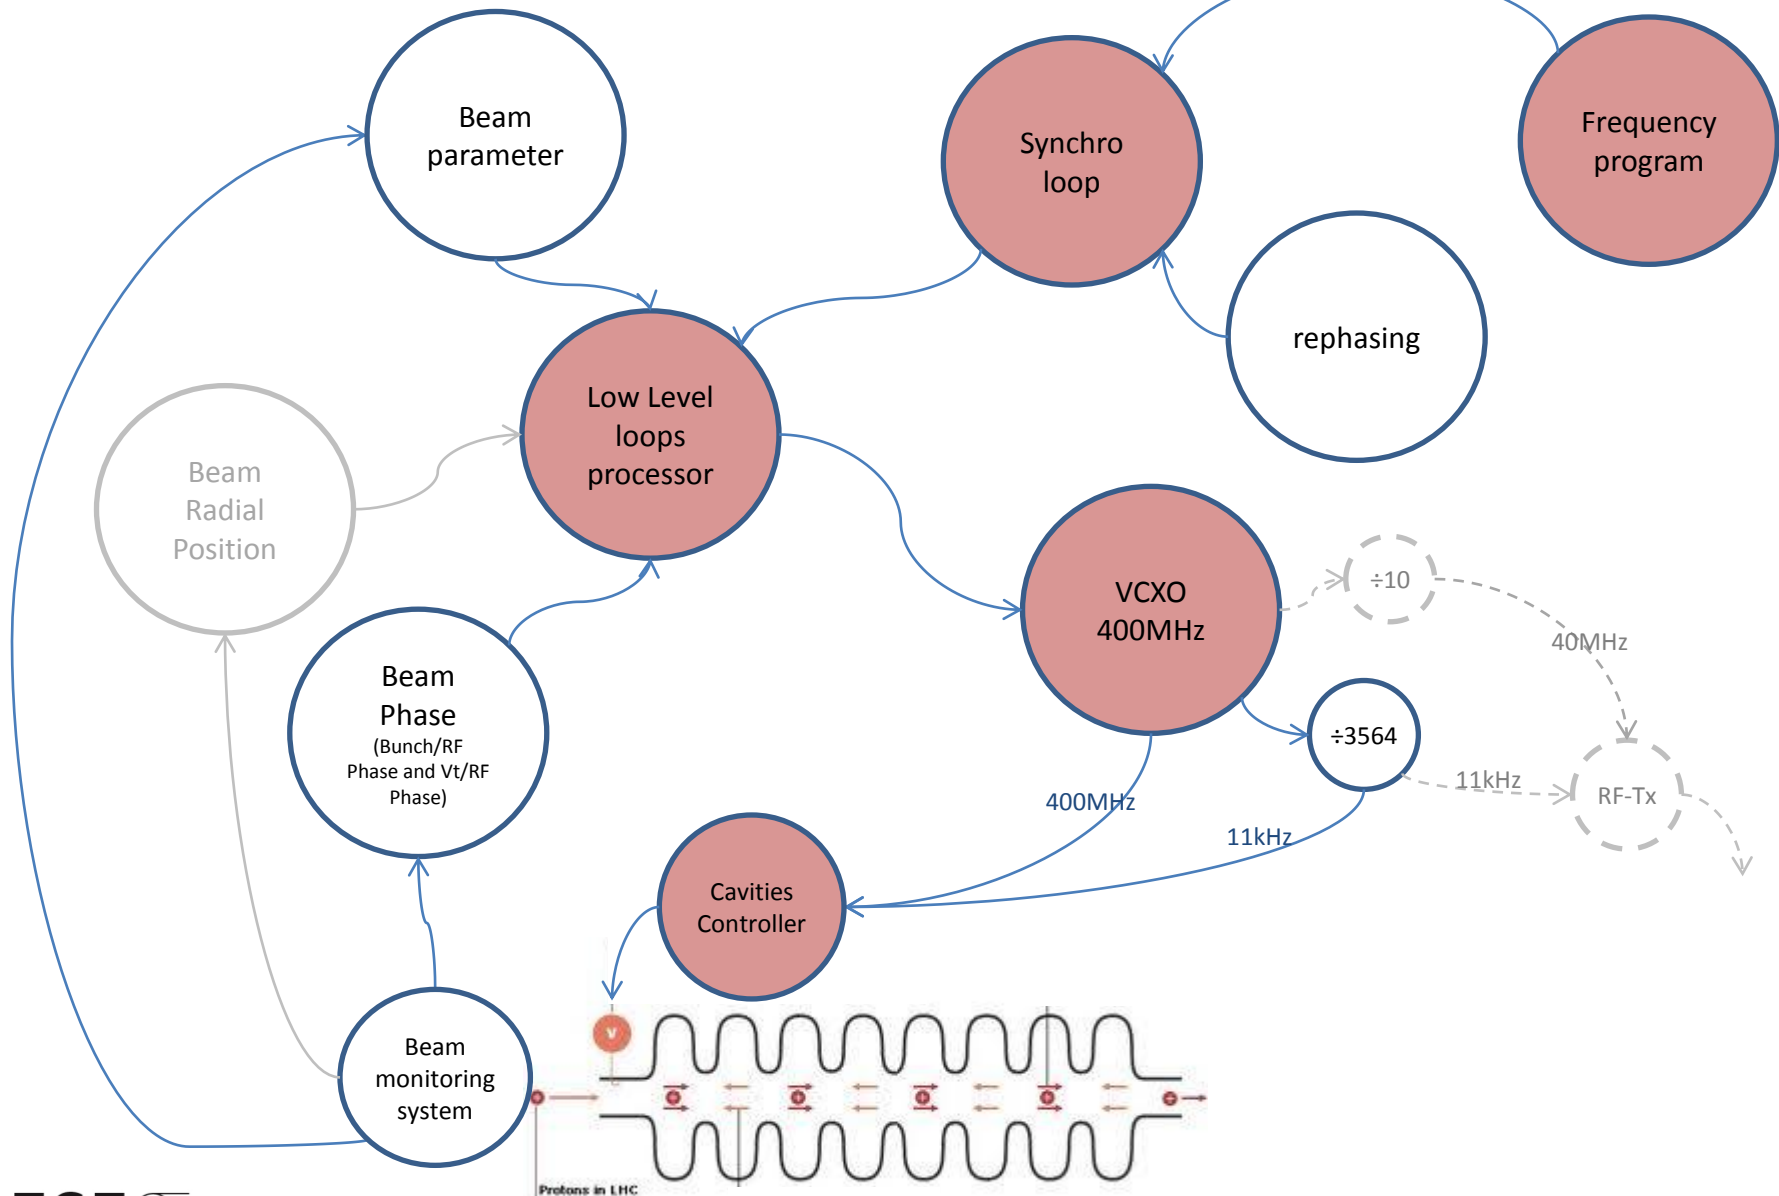 Beam
parameter
Synchro
loop
Frequency
program
rephasing
Low Level
loops
processor
Beam
Radial
Position
VCXO
400MHz
÷10
40MHz
Beam
Phase
(Bunch/RF
Phase and Vt/RF
Phase)
÷3564
11kHz
RF-Tx
400MHz
11kHz
Cavities
Controller
Beam
monitoring
system
V
Protons in LHC